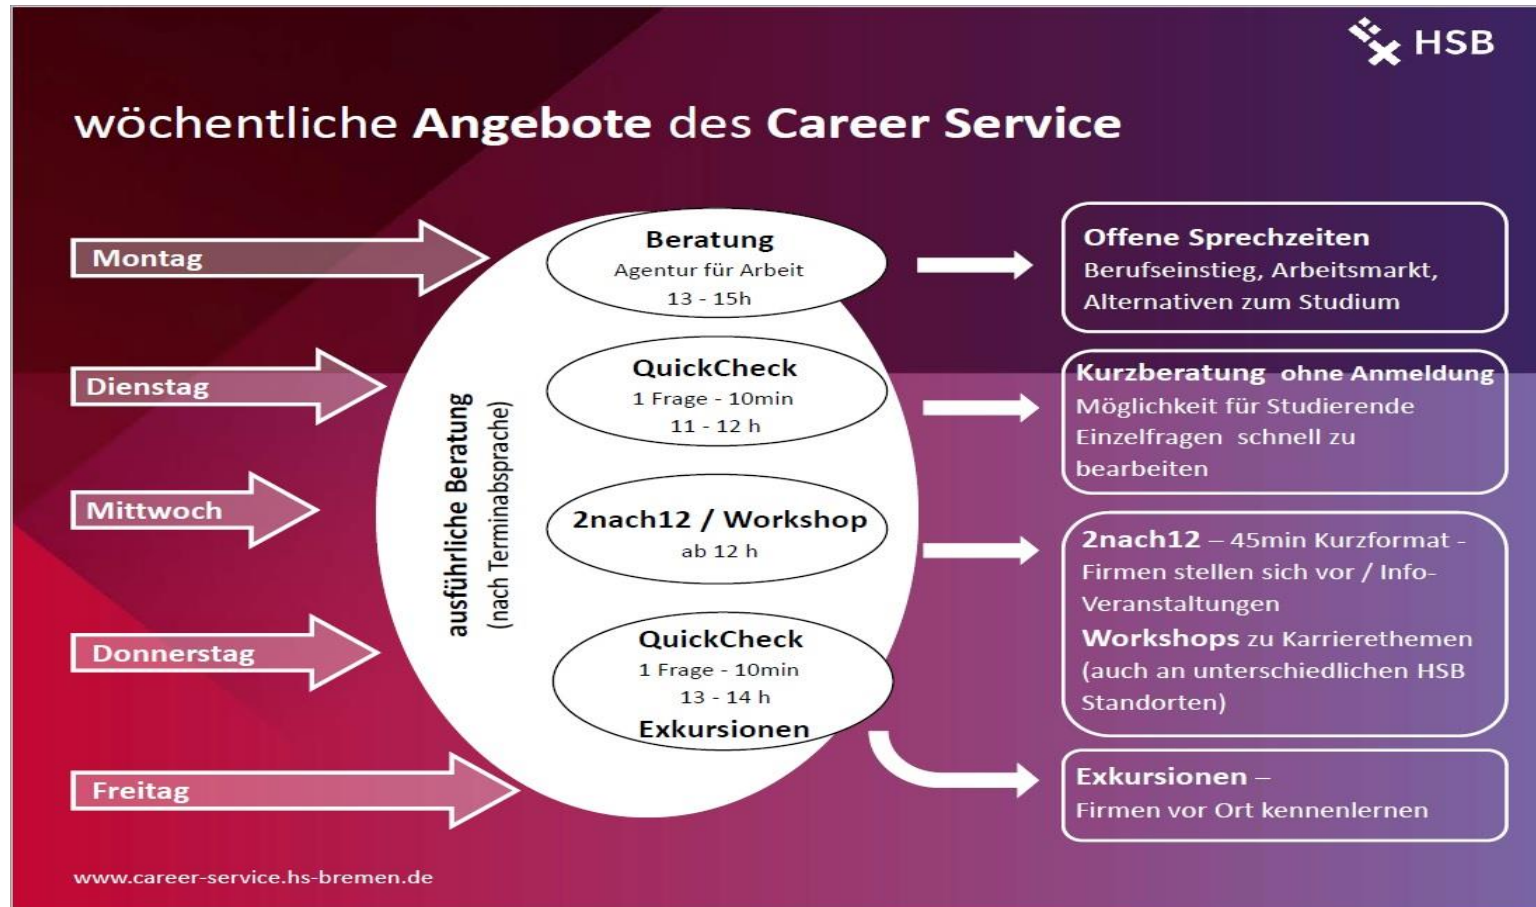 HSB
wöchentliche Angebote des Career Service
Montag
Dienstag
Mittwoch
Donnerstag
Freitag
ausführliche Beratung
(nach Terminabsprache)
Beratung
Agentur für Arbeit
13 - 15h
QuickCheck
1 Frage - 10min
11 - 12 h
2nach12 / Workshop
ab 12 h
QuickCheck
1 Frage - 10min
13 - 14 h
Exkursionen
Offene Sprechzeiten
Berufseinstieg, Arbeitsmarkt,
Alternativen zum Studium
Kurzberatung ohne Anmeldung
Möglichkeit für Studierende
Einzelfragen schnell zu
bearbeiten
2nach12 – 45min Kurzformat -
Firmen stellen sich vor / Info-
Veranstaltungen
Workshops zu Karrierethemen
(auch an unterschiedlichen HSB
Standorten)
Exkursionen –
Firmen vor Ort kennenlernen
www.career-service.hs-bremen.de